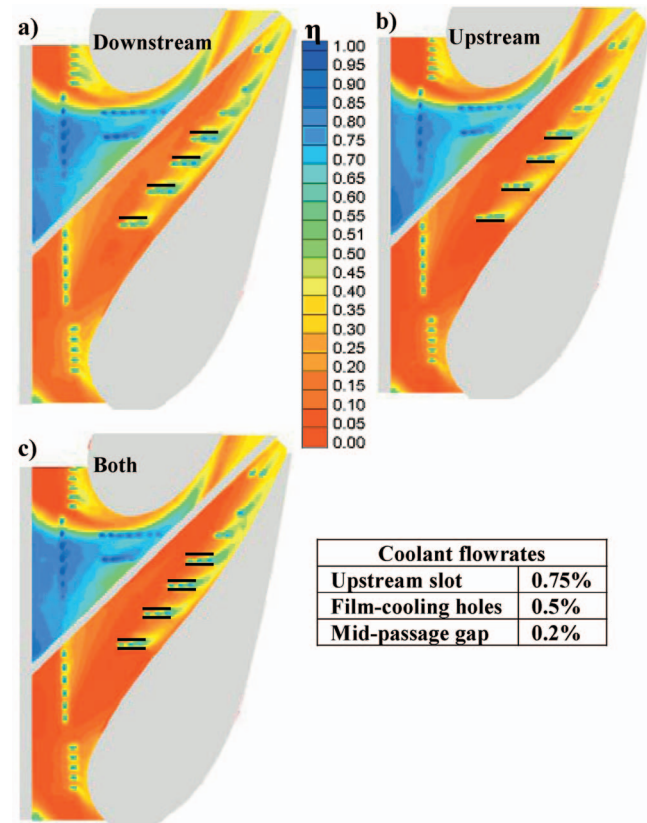 a)
Downstream
η
b)
Upstream
1.00
0.95
0.90
0.85
0.80
0.75
0.70
0.65
0.60
0.55
0.51
0.50
0.45
0.40
0.35
0.30
0.25
0.20
0.15
0.10
0.05
0.00
c)
Both
Coolant flowrates
Upstream slot 0.75%
Film-cooling holes 0.5%
Mid-passage gap 0.2%